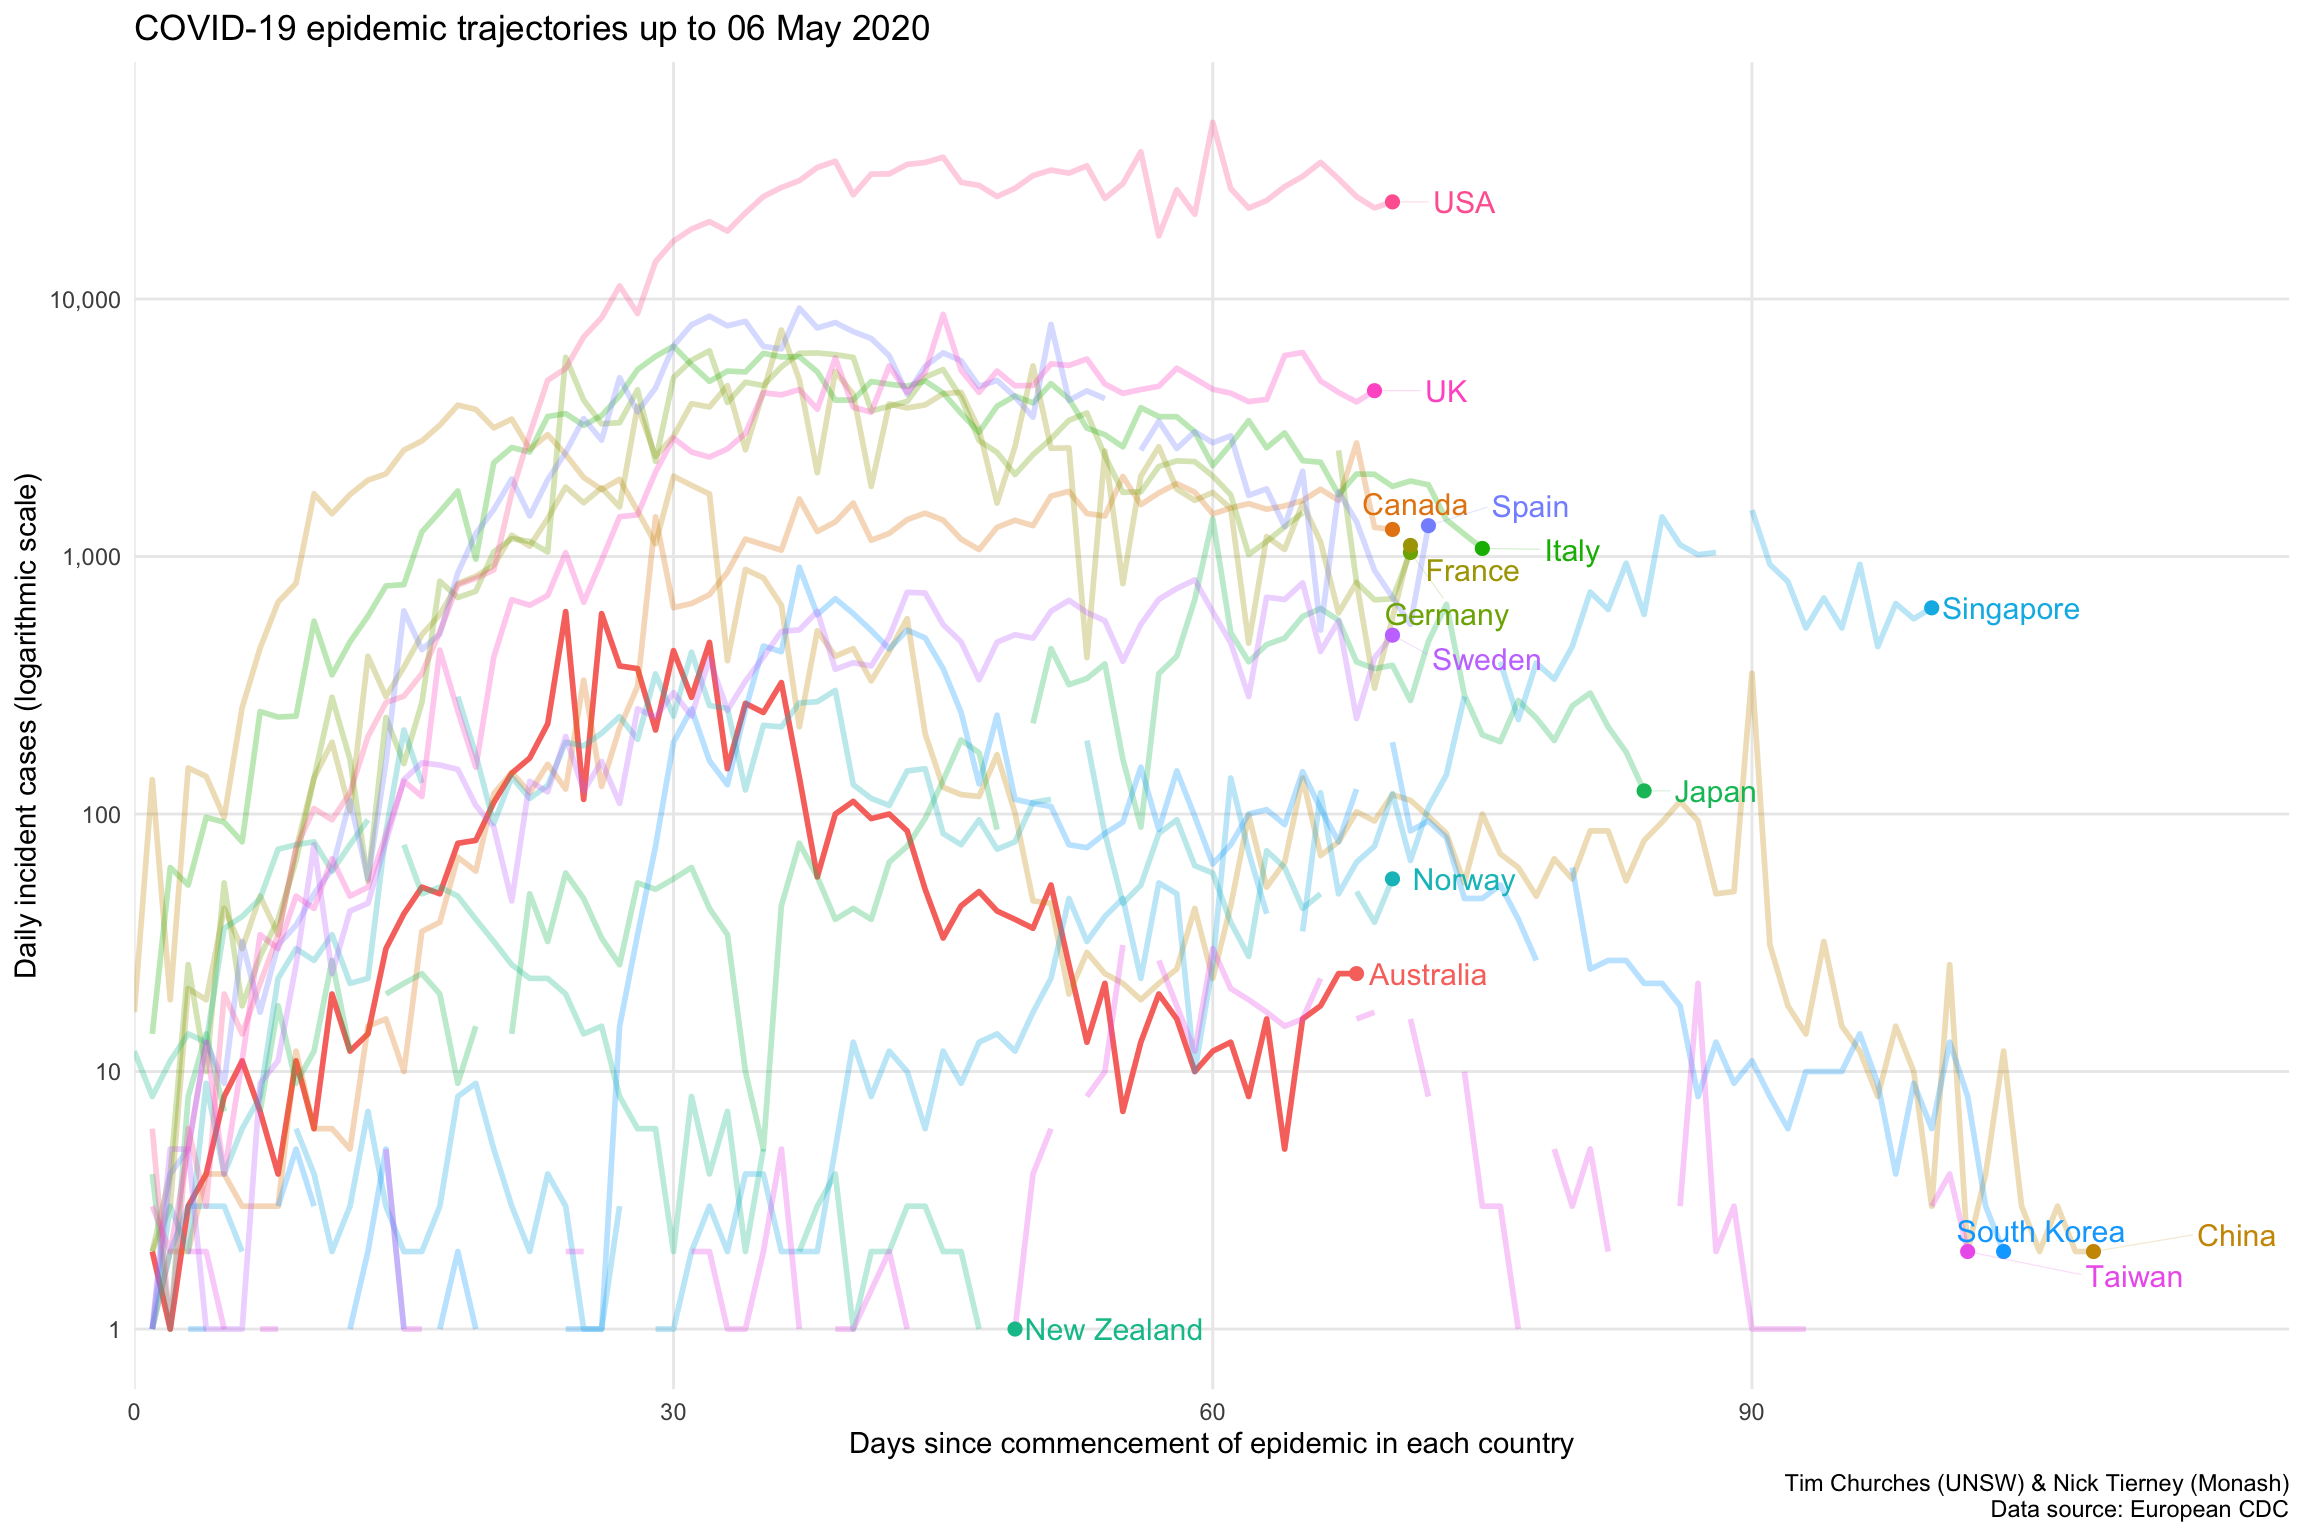 COVID-19 epidemic trajectories up to 06 May 2020
Daily incident cases (logarithmic scale)
10,000
1,000
100
10
1
USA
UK
Canada
Spain
Italy
France
Singapore
Germany
Sweden
Japan
Norway
Australia
South Korea
China
Taiwan
New Zealand
0
30
60
90
Days since commencement of epidemic in each country
Tim Churches (UNSW) & Nick Tierney (Monash)
Data source: European CDC